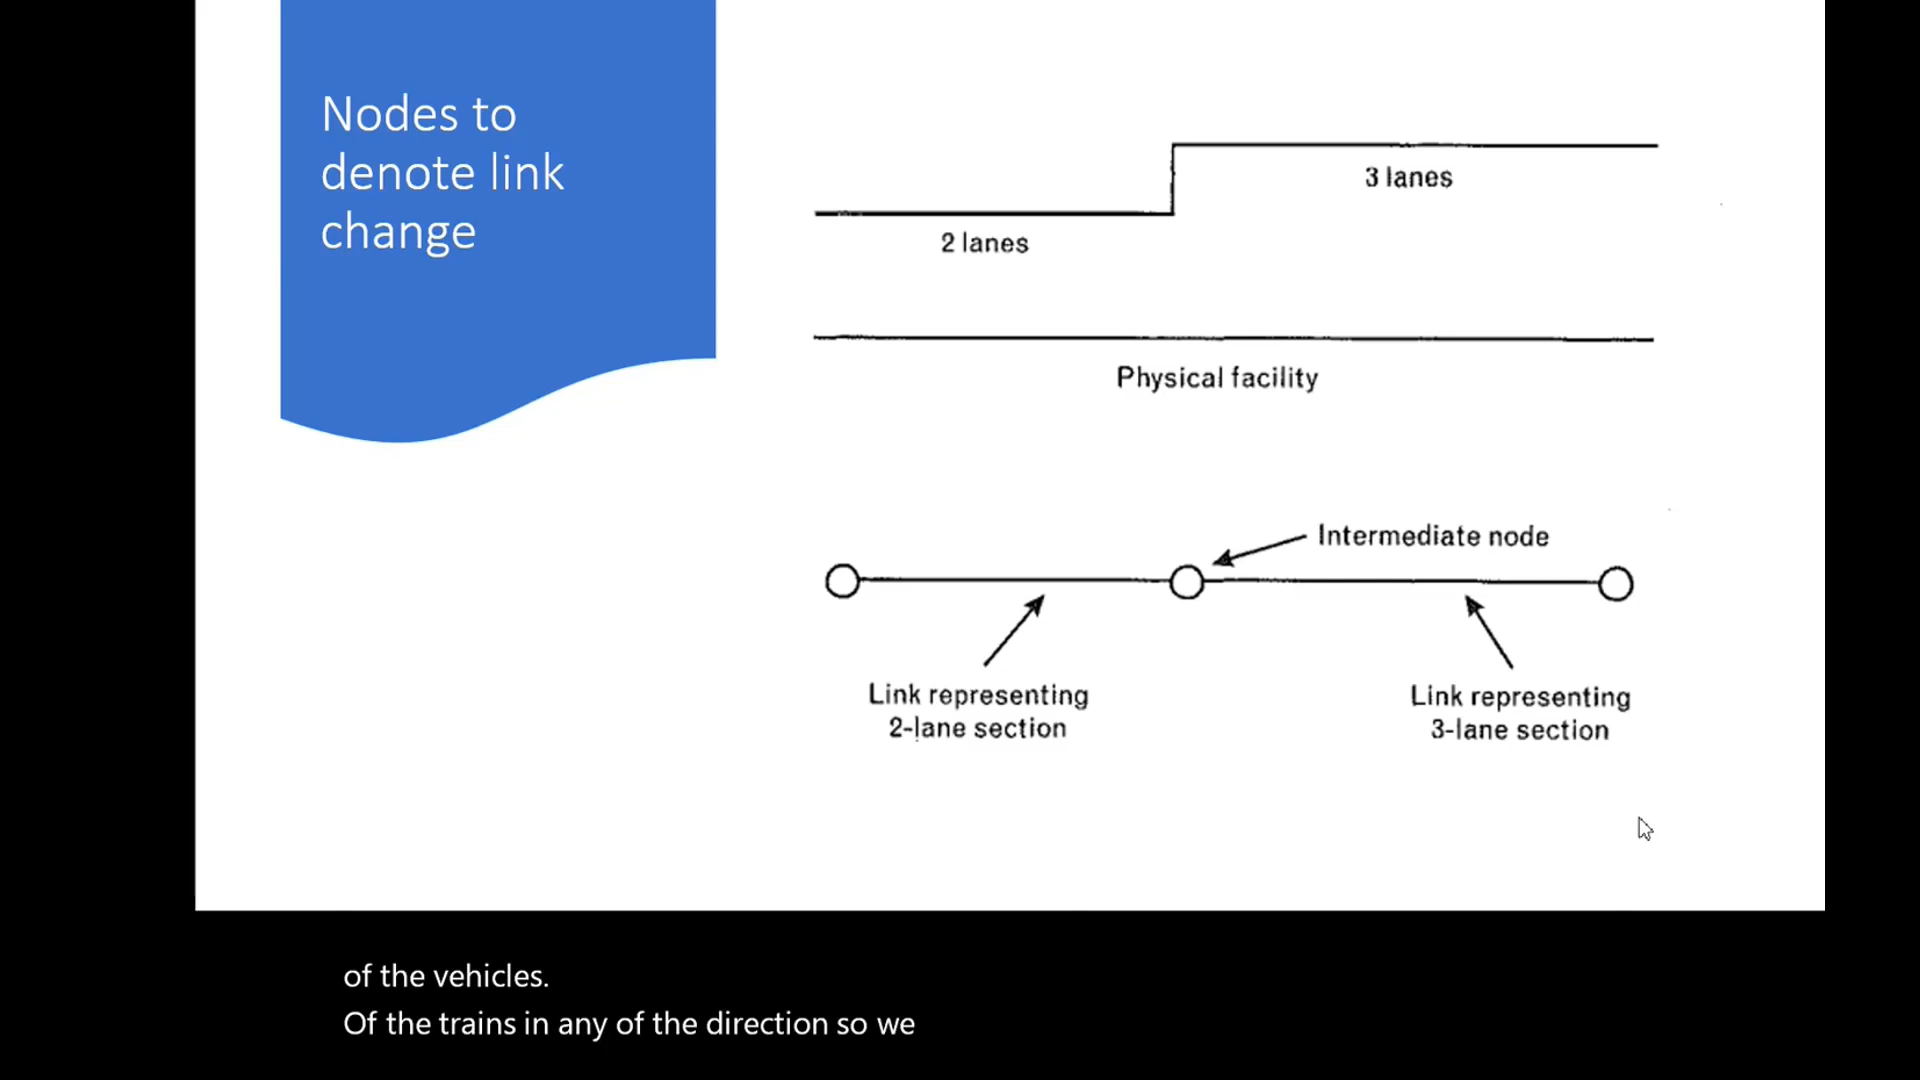 Nodes to
denote link
change
3 lanes
2 lanes
Physical facility
Intermediate node
Link representing
2-lane section
Link representing
3-lane section
of the vehicles.
Of the trains in any of the direction so we